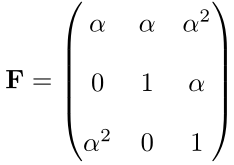 F = ( α α α²
0 1 α
α² 0 1 )